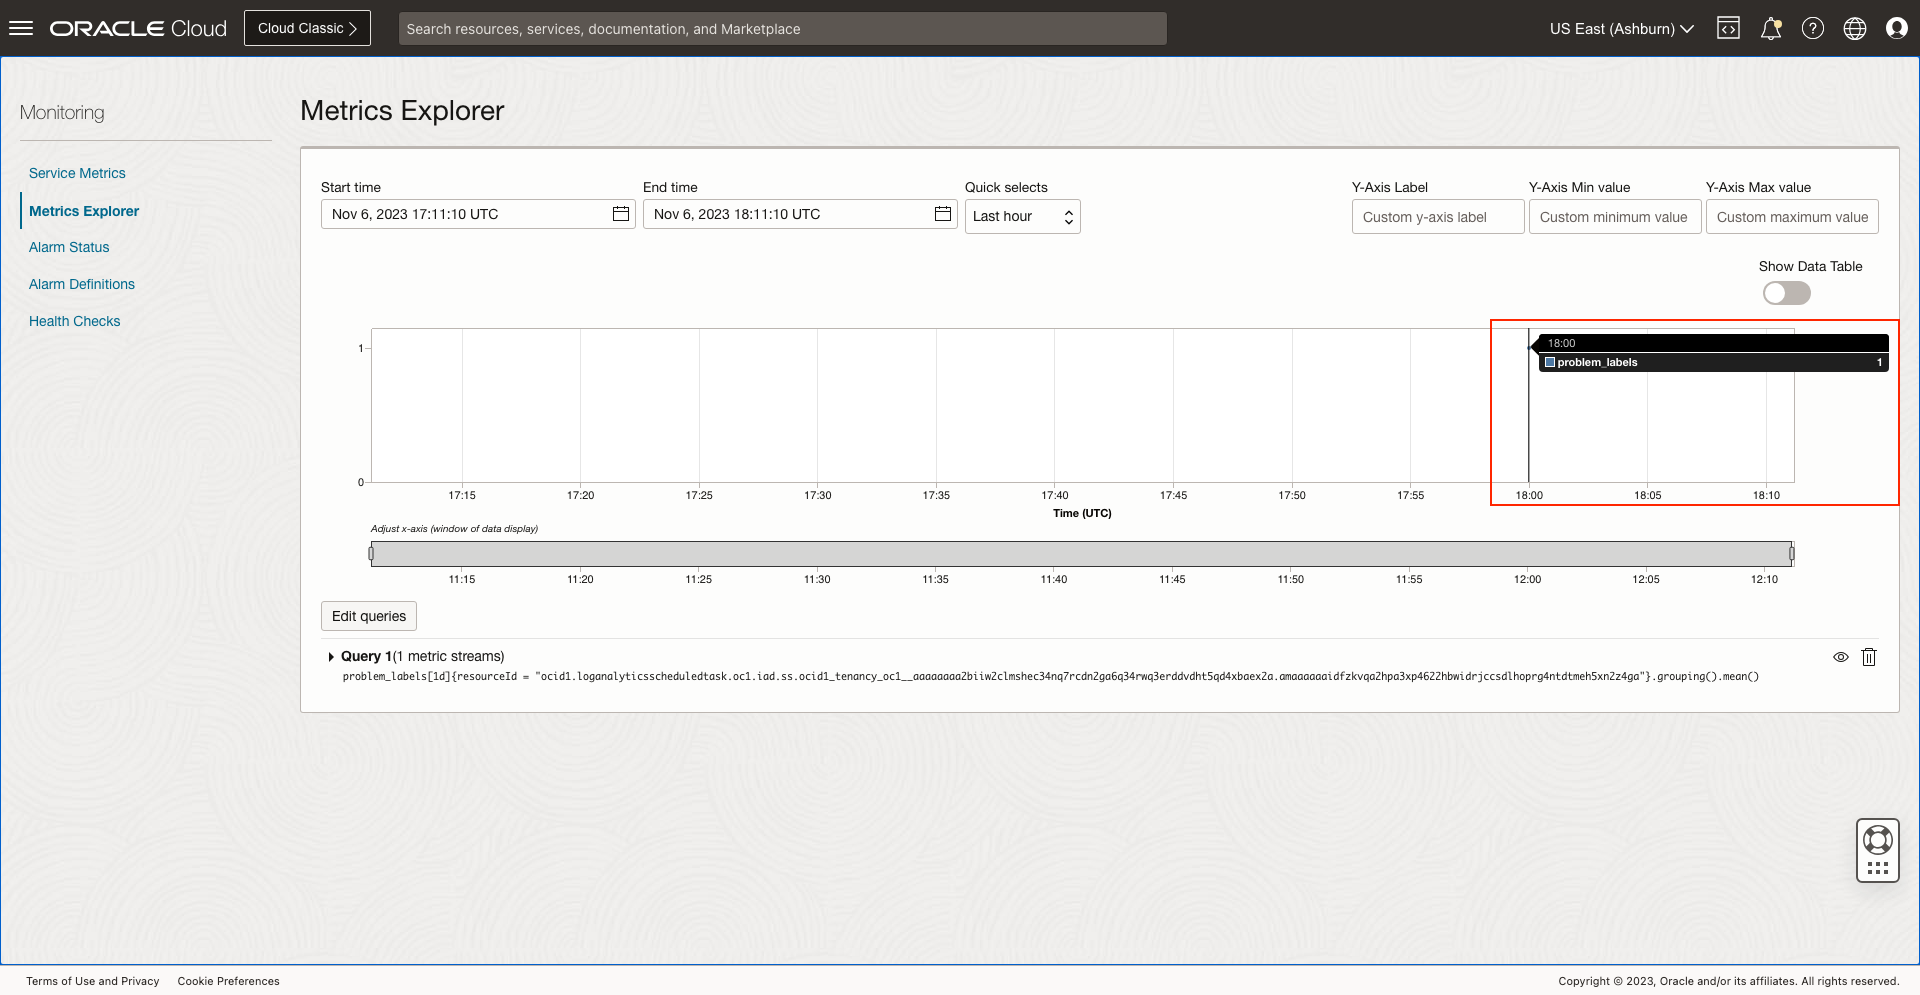 ORACLE Cloud
Cloud Classic
Search resources, services, documentation, and Marketplace
US East (Ashburn)
Monitoring
Service Metrics
Metrics Explorer
Alarm Status
Alarm Definitions
Health Checks
Metrics Explorer
Start time
End time
Quick selects
Y-Axis Label
Y-Axis Min value
Y-Axis Max value
Nov 6, 2023 17:11:10 UTC
Nov 6, 2023 18:11:10 UTC
Last hour
Custom y-axis label
Custom minimum value
Custom maximum value
Show Data Table
18:00
problem_labels 1
1
0
17:15 17:20 17:25 17:30 17:35 17:40 17:45 17:50 17:55 18:00 18:05 18:10
Time (UTC)
Adjust x-axis (window of data display)
11:15 11:20 11:25 11:30 11:35 11:40 11:45 11:50 11:55 12:00 12:05 12:10
Edit queries
Query 1(1 metric streams)
problem_labels[1d]{resourceId = "ocid1.loganalyticsscheduledtask.oc1.iad.ss.ocid1_tenancy_oc1__aaaaaaaa2biiw2clmshec34nq7rcdn2ga6q34rwq3erddvdht5qd4xbaex2a.amaaaaaaidfzkvqa2hpa3xp4622hbwidrjccsdlhoprg4ntdtmeh5xn2z4ga"}.grouping().mean()
Terms of Use and Privacy
Cookie Preferences
Copyright © 2023, Oracle and/or its affiliates. All rights reserved.